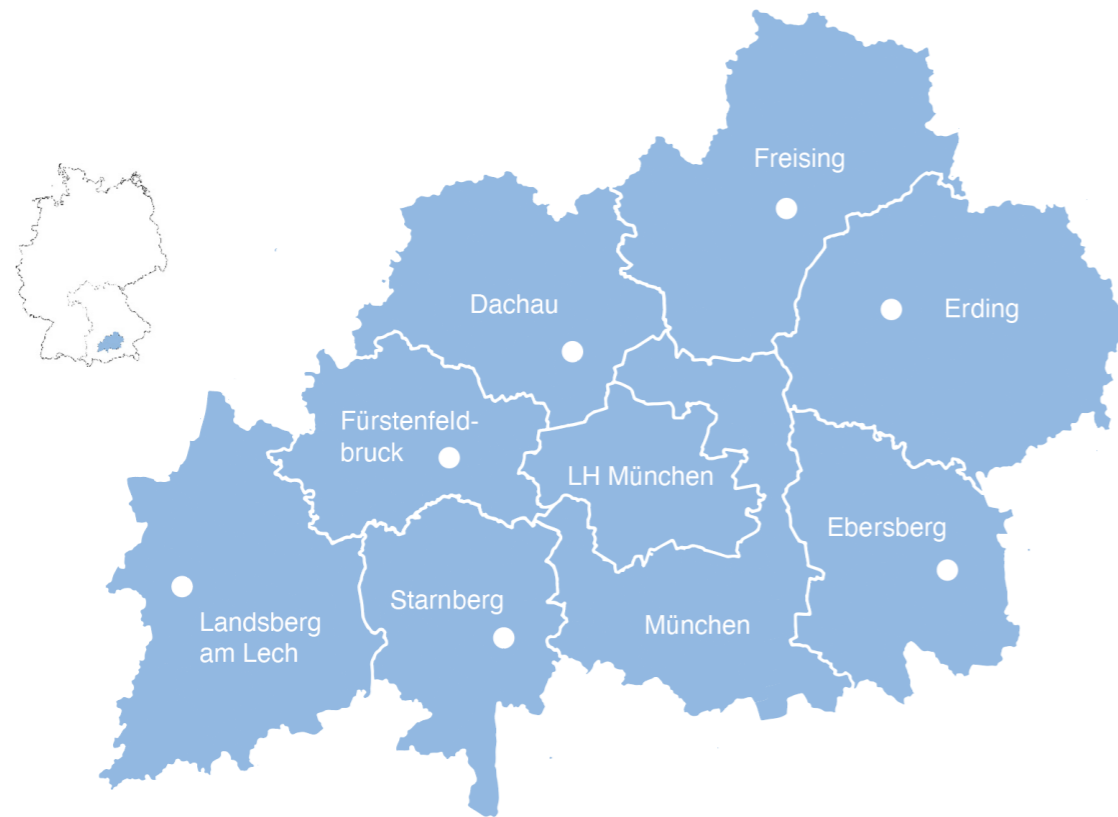 Freising
Dachau
Erding
Fürstenfeld-
bruck
LH München
Ebersberg
Starnberg
Landsberg
am Lech
München